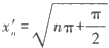 x′ₙ = √(nπ + π/2)